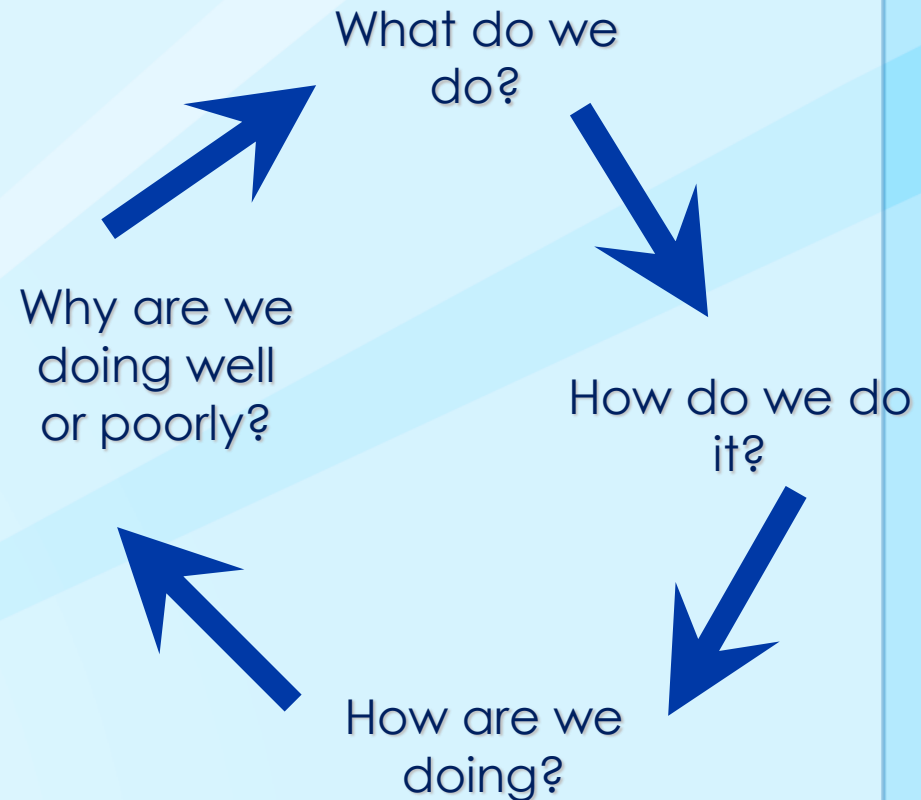 What do we
do?
How do we do
it?
How are we
doing?
Why are we
doing well
or poorly?